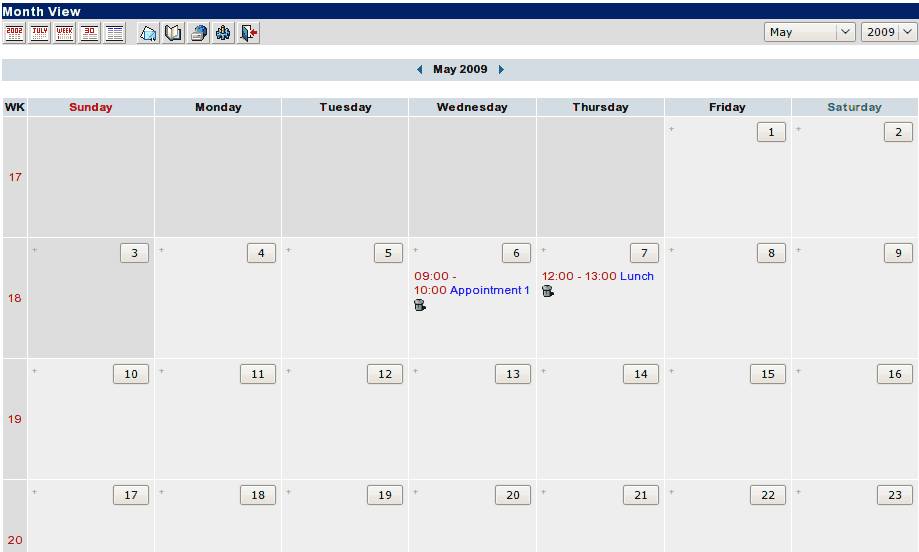 Month View
2002 JULY WEEK 30
May 2009
May 2009
WK Sunday Monday Tuesday Wednesday Thursday Friday Saturday
17
+ 1 + 2
+ 3 + 4 + 5 + 6 + 7 + 8 + 9
18
09:00 -
10:00 Appointment 1
12:00 - 13:00 Lunch
+ 10 + 11 + 12 + 13 + 14 + 15 + 16
19
+ 17 + 18 + 19 + 20 + 21 + 22 + 23
20